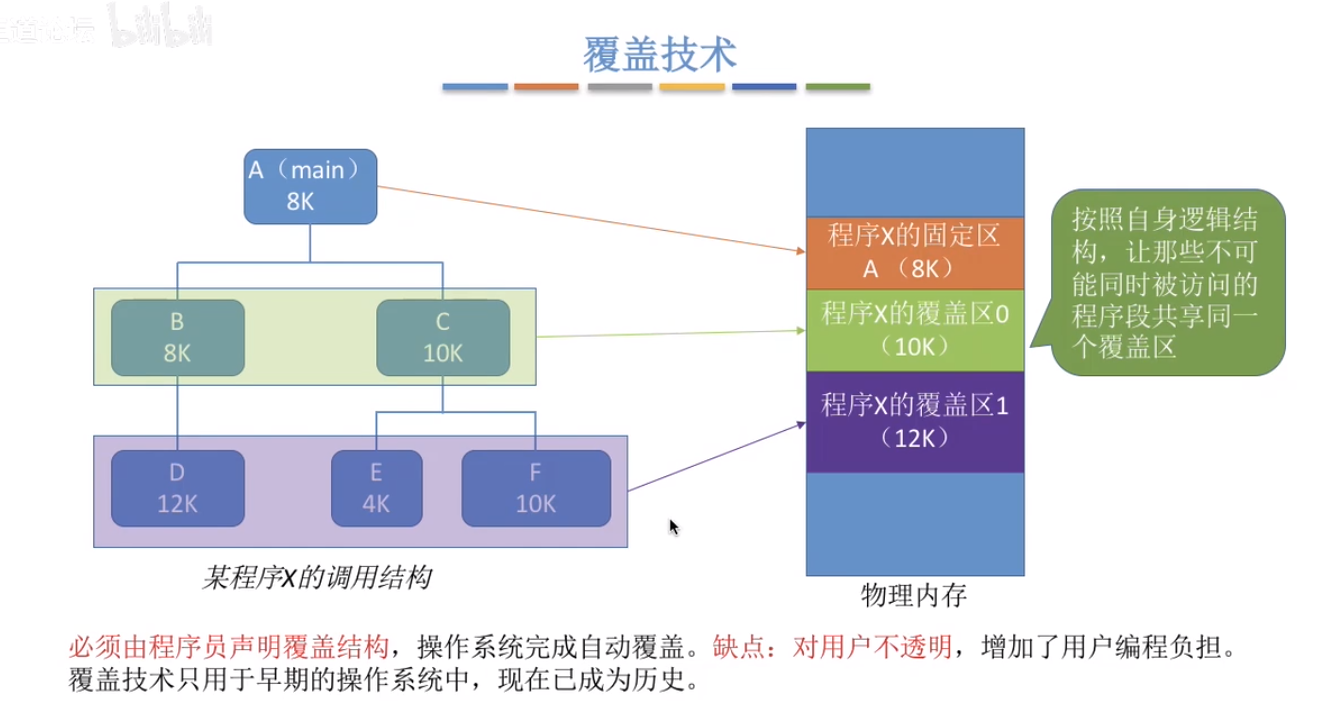 bilibili
覆盖技术
A（main）
8K
B
8K
C
10K
D
12K
E
4K
F
10K
某程序X的调用结构
程序X的固定区
A （8K）
程序X的覆盖区0
（10K）
程序X的覆盖区1
（12K）
物理内存
按照自身逻辑结
构，让那些不可
能同时被访问的
程序段共享同一
个覆盖区
必须由程序员声明覆盖结构，操作系统完成自动覆盖。缺点：对用户不透明，增加了用户编程负担。
覆盖技术只用于早期的操作系统中，现在已成为历史。